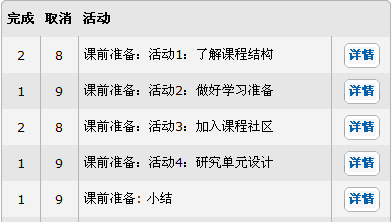 完成 取消 活动
2 8 课前准备：活动1：了解课程结构 详情
1 9 课前准备：活动2：做好学习准备 详情
2 8 课前准备：活动3：加入课程社区 详情
1 9 课前准备：活动4：研究单元设计 详情
1 9 课前准备: 小结 详情